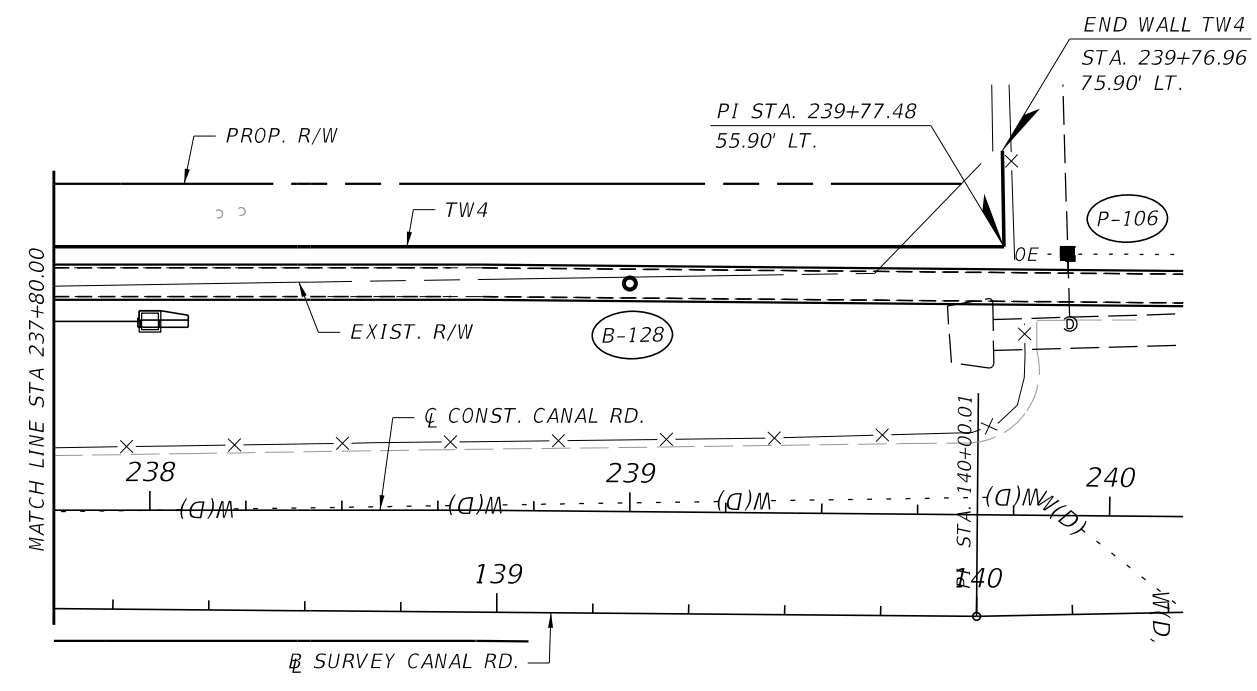 END WALL TW4
STA. 239+76.96
75.90' LT.
PI STA. 239+77.48
55.90' LT.
PROP. R/W
TW4
P-106
OE
MATCH LINE STA 237+80.00
EXIST. R/W
B-128
D
℄ CONST. CANAL RD.
PI STA. 140+00.01
238
239
240
W(D)
W(D)
W(D)
W(D)
W(D)
139
140
W(D)
BL SURVEY CANAL RD.